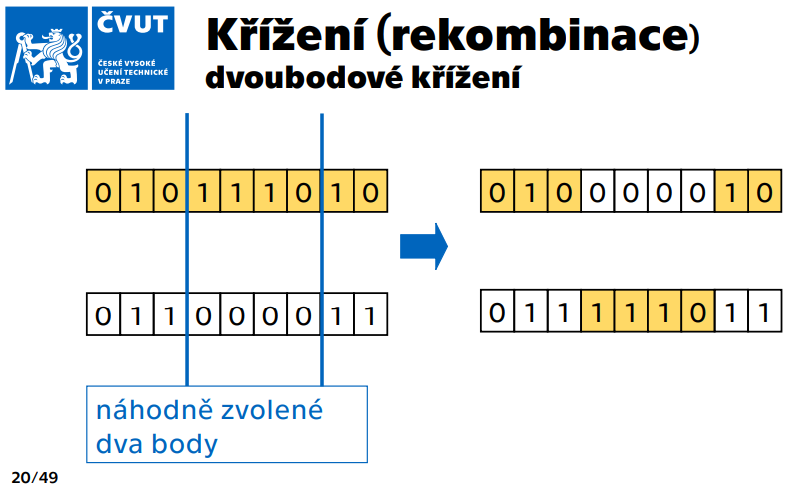 ČVUT
ČESKÉ VYSOKÉ
UČENÍ TECHNICKÉ
V PRAZE
Křížení (rekombinace)
dvoubodové křížení
0 1 0 1 1 1 0 1 0
0 1 0 0 0 0 0 1 0
0 1 1 0 0 0 0 1 1
0 1 1 1 1 1 0 1 1
náhodně zvolené
dva body
20/49